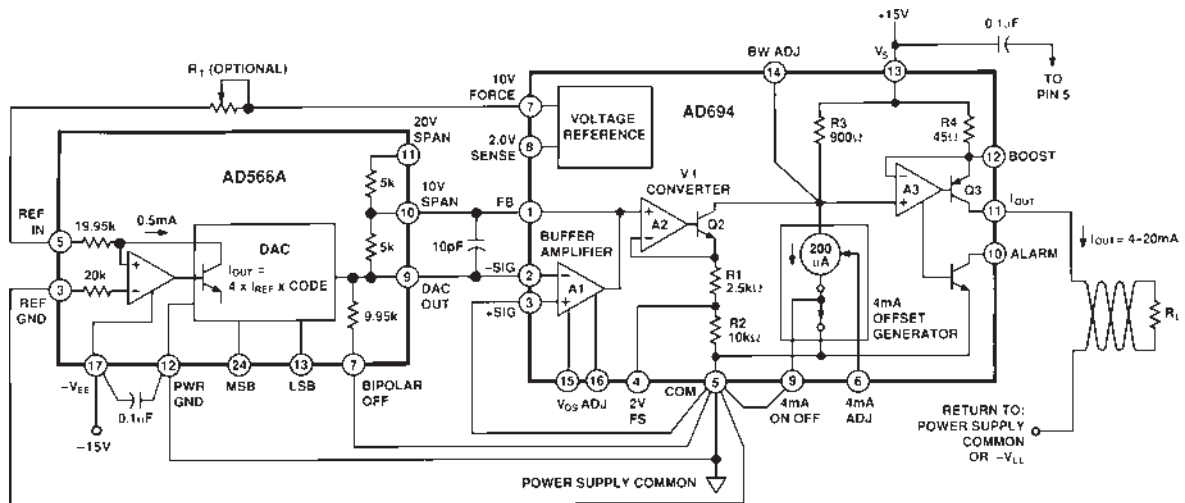 +15V
0.1uF
BW ADJ
VS
14
13
TO
PIN 5
RT (OPTIONAL)
10V
FORCE
7
VOLTAGE
REFERENCE
AD694
2.0V
SENSE
8
R3
900Ω
R4
45Ω
12
BOOST
20V
SPAN
11
AD566A
5k
10V
SPAN
10
5k
FB
1
V I
CONVERTER
A2
Q2
A3
Q3
11
IOUT
IOUT = 4-20mA
REF
IN
5
19.95k
0.5mA
DAC
IOUT =
4 x IREF x CODE
10pF
BUFFER
AMPLIFIER
10
ALARM
200
uA
20k
3
REF
GND
9
DAC
OUT
-SIG
2
3
+SIG
A1
R1
2.5kΩ
R2
10kΩ
4mA
OFFSET
GENERATOR
RL
9.95k
17
12
24
13
7
-VEE
PWR
GND
MSB
LSB
BIPOLAR
OFF
0.1uF
-15V
15
16
4
5
9
6
VOS ADJ
2V
FS
COM
4mA
ON OFF
4mA
ADJ
RETURN TO:
POWER SUPPLY
COMMON
OR -VLL
POWER SUPPLY COMMON